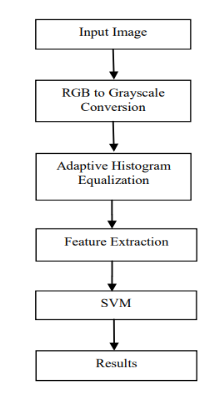 Input Image
RGB to Grayscale
Conversion
Adaptive Histogram
Equalization
Feature Extraction
SVM
Results